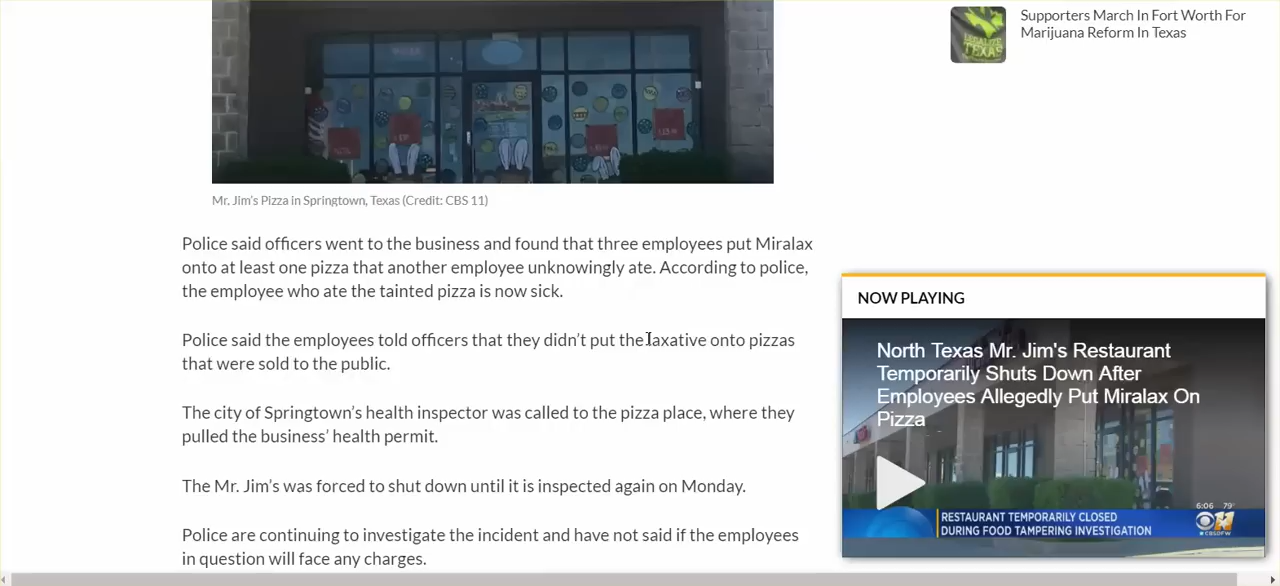 Supporters March In Fort Worth For
Marijuana Reform In Texas
LEGALIZE
TEXAS
Mr. Jim's Pizza in Springtown, Texas (Credit: CBS 11)
Police said officers went to the business and found that three employees put Miralax
onto at least one pizza that another employee unknowingly ate. According to police,
the employee who ate the tainted pizza is now sick.
Police said the employees told officers that they didn't put the laxative onto pizzas
that were sold to the public.
The city of Springtown's health inspector was called to the pizza place, where they
pulled the business' health permit.
The Mr. Jim's was forced to shut down until it is inspected again on Monday.
Police are continuing to investigate the incident and have not said if the employees
in question will face any charges.
NOW PLAYING
North Texas Mr. Jim's Restaurant
Temporarily Shuts Down After
Employees Allegedly Put Miralax On
Pizza
6:06 79°
RESTAURANT TEMPORARILY CLOSED
DURING FOOD TAMPERING INVESTIGATION
CBSDFW